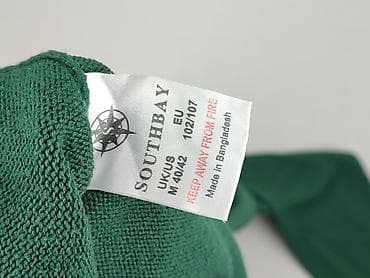 SOUTHBAY
UK/US EU
M 40/42 102/107
KEEP AWAY FROM FIRE
Made in Bangladesh